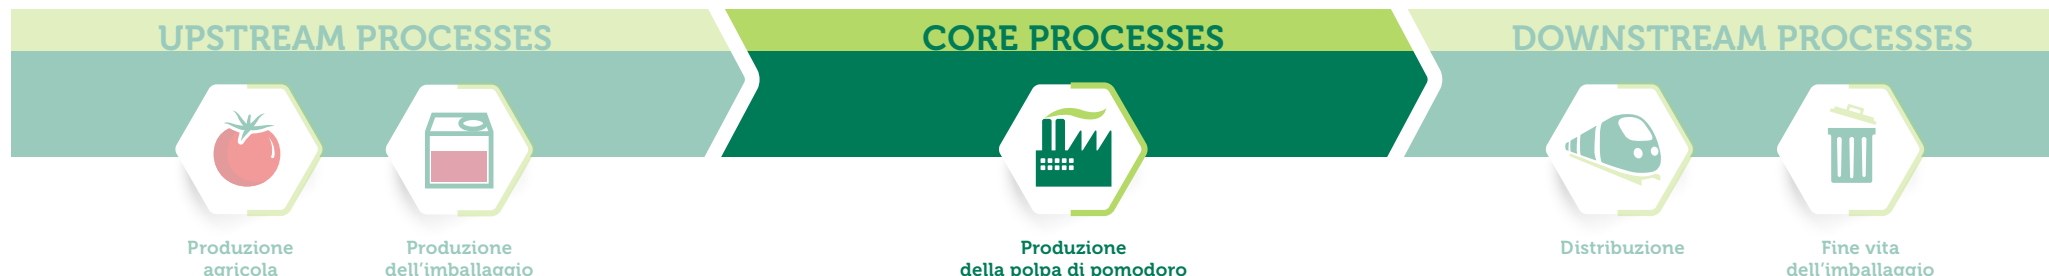 UPSTREAM PROCESSES
CORE PROCESSES
DOWNSTREAM PROCESSES
Produzione
agricola
Produzione
dell'imballaggio
Produzione
della polpa di pomodoro
Distribuzione
Fine vita
dell'imballaggio